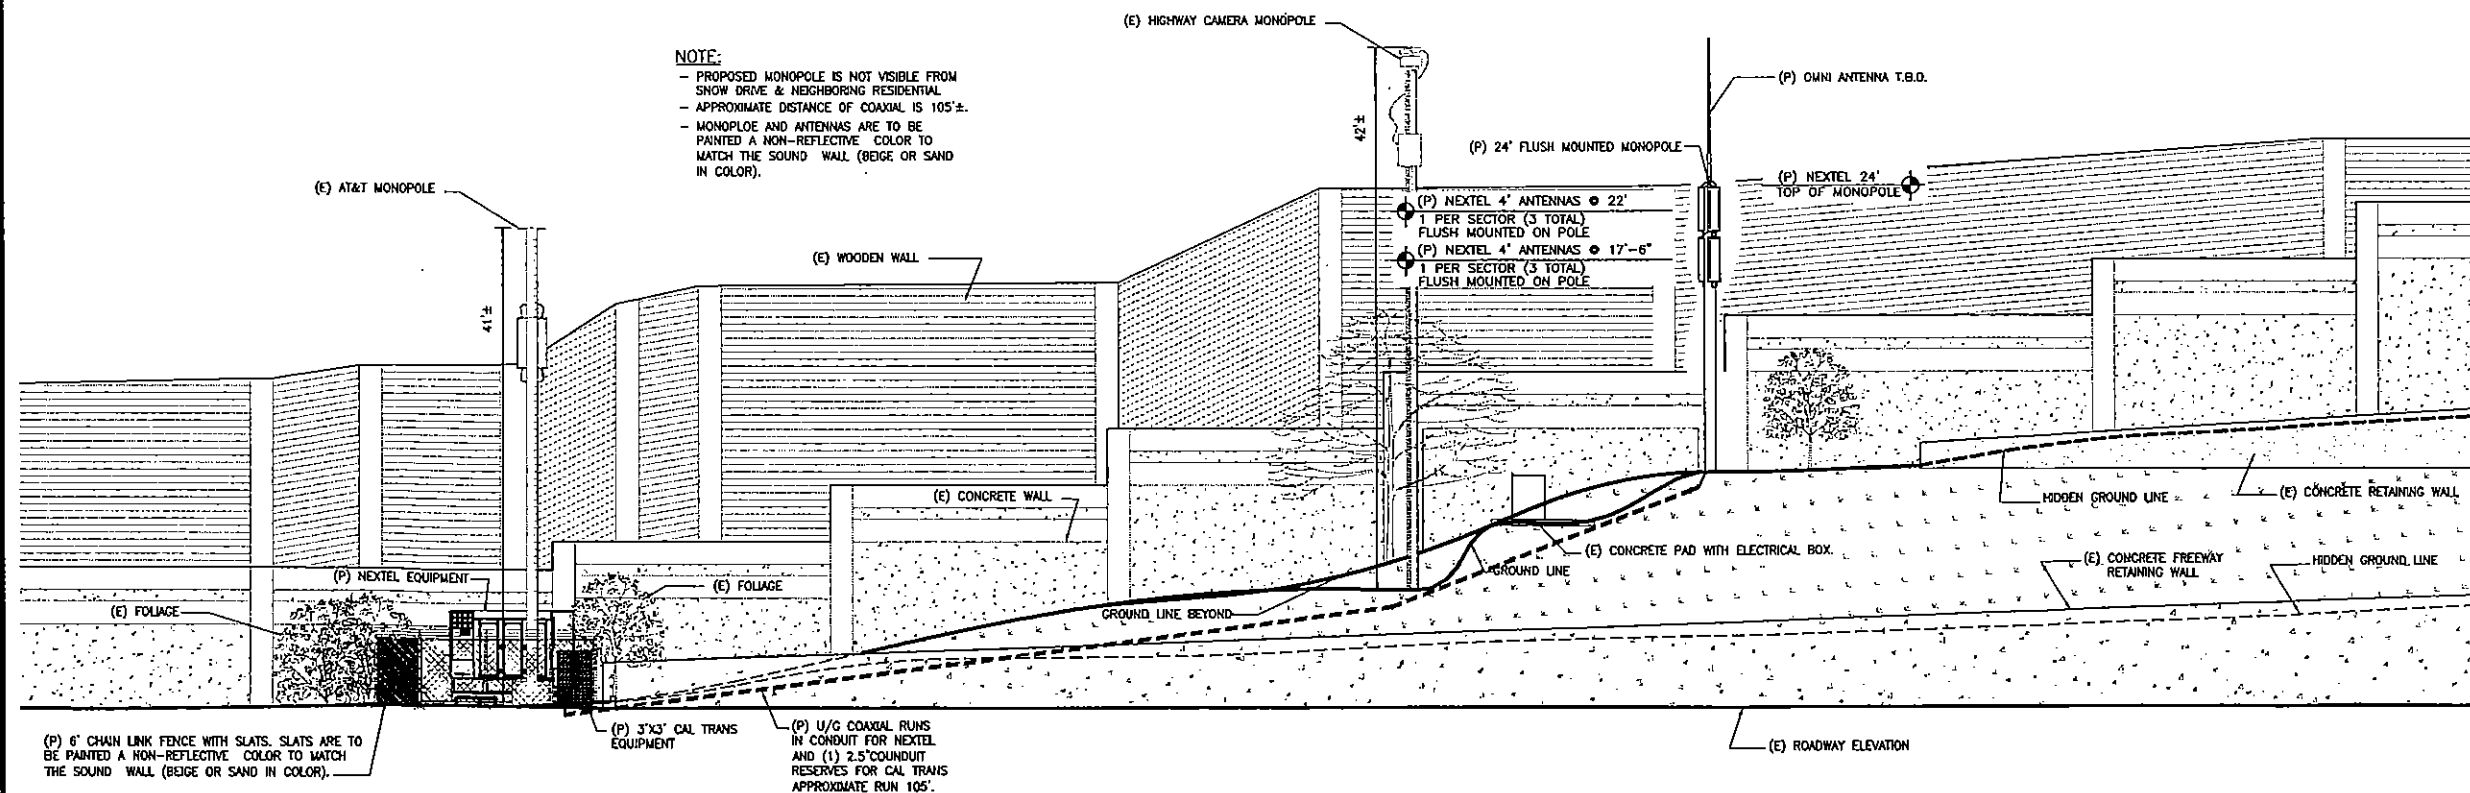 (E) HIGHWAY CAMERA MONOPOLE
NOTE:
- PROPOSED MONOPOLE IS NOT VISIBLE FROM
SNOW DRIVE & NEIGHBORING RESIDENTIAL
- APPROXIMATE DISTANCE OF COAXIAL IS 105'±.
- MONOPLOE AND ANTENNAS ARE TO BE
PAINTED A NON-REFLECTIVE COLOR TO
MATCH THE SOUND WALL (BEIGE OR SAND
IN COLOR).
(P) OMNI ANTENNA T.B.D.
42'±
(P) 24' FLUSH MOUNTED MONOPOLE
(E) AT&T MONOPOLE
(P) NEXTEL 24'
TOP OF MONOPOLE
(P) NEXTEL 4' ANTENNAS @ 22'
1 PER SECTOR (3 TOTAL)
FLUSH MOUNTED ON POLE
(P) NEXTEL 4' ANTENNAS @ 17'-6"
1 PER SECTOR (3 TOTAL)
FLUSH MOUNTED ON POLE
(E) WOODEN WALL
41'±
(E) CONCRETE WALL
HIDDEN GROUND LINE
(E) CONCRETE RETAINING WALL
(E) CONCRETE PAD WITH ELECTRICAL BOX.
(E) CONCRETE FREEWAY
RETAINING WALL
HIDDEN GROUND LINE
GROUND LINE
(P) NEXTEL EQUIPMENT
(E) FOLIAGE
(E) FOLIAGE
GROUND LINE BEYOND
(P) 6' CHAIN LINK FENCE WITH SLATS. SLATS ARE TO
BE PAINTED A NON-REFLECTIVE COLOR TO MATCH
THE SOUND WALL (BEIGE OR SAND IN COLOR).
(P) 3'X3' CAL TRANS
EQUIPMENT
(P) U/G COAXIAL RUNS
IN CONDUIT FOR NEXTEL
AND (1) 2.5"COUNDUIT
RESERVES FOR CAL TRANS
APPROXIMATE RUN 105'.
(E) ROADWAY ELEVATION